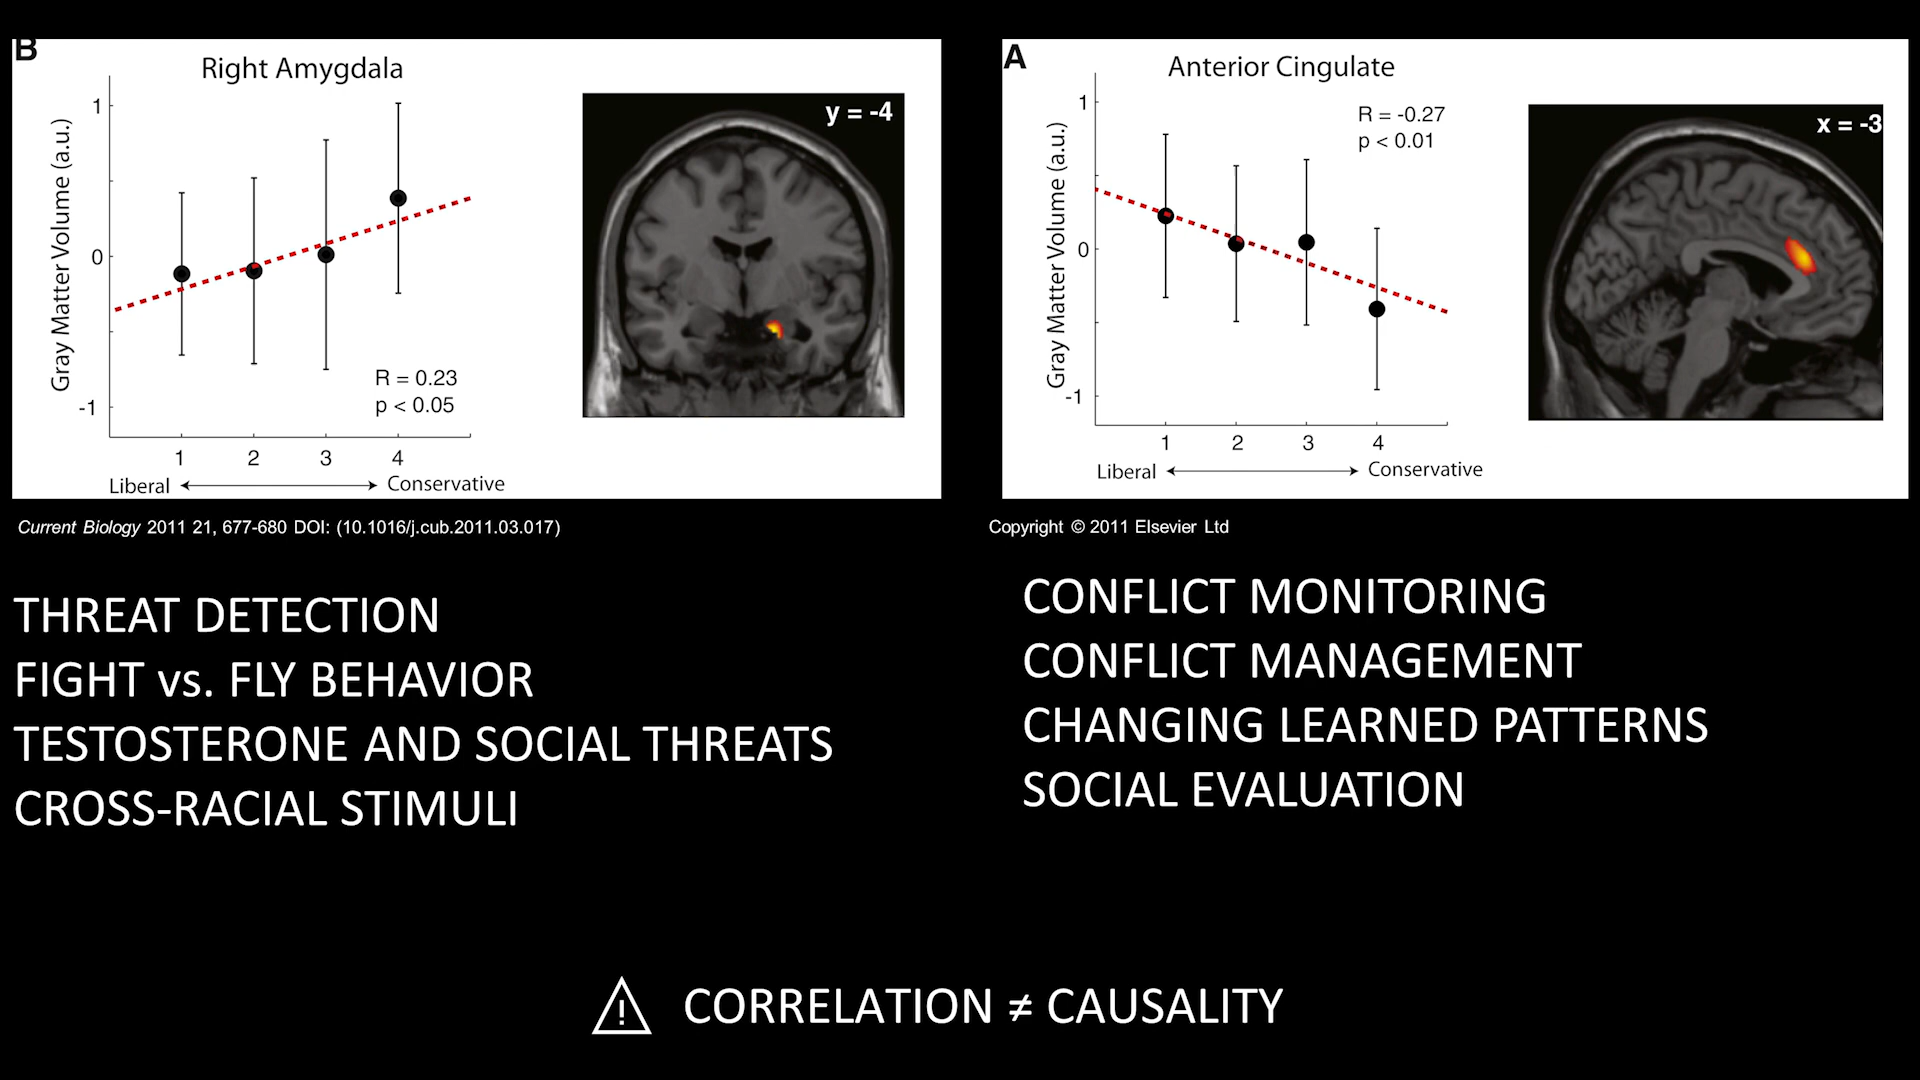 B
Right Amygdala
Gray Matter Volume (a.u.)
1
0
-1
R = 0.23
p < 0.05
1 2 3 4
Liberal Conservative
y = -4
A
Anterior Cingulate
Gray Matter Volume (a.u.)
1
0
-1
R = -0.27
p < 0.01
1 2 3 4
Liberal Conservative
x = -3
Current Biology 2011 21, 677-680 DOI: (10.1016/j.cub.2011.03.017)
Copyright © 2011 Elsevier Ltd
THREAT DETECTION
FIGHT vs. FLY BEHAVIOR
TESTOSTERONE AND SOCIAL THREATS
CROSS-RACIAL STIMULI
CONFLICT MONITORING
CONFLICT MANAGEMENT
CHANGING LEARNED PATTERNS
SOCIAL EVALUATION
CORRELATION ≠ CAUSALITY